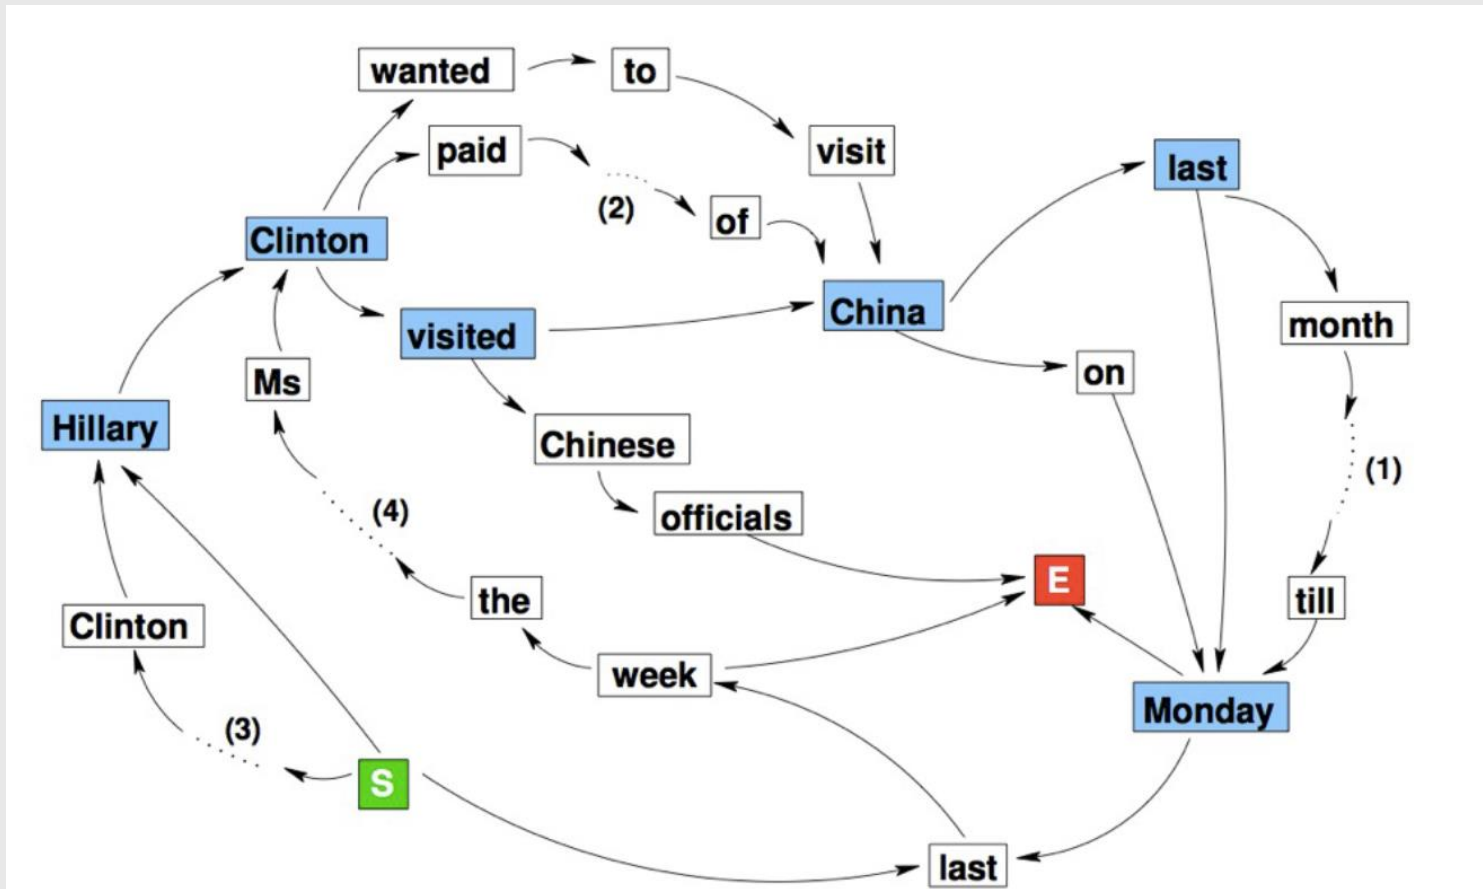 wanted
to
paid
visit
last
(2)
of
Clinton
China
month
visited
on
Ms
Hillary
Chinese
(1)
(4)
officials
E
the
till
Clinton
week
Monday
(3)
S
last